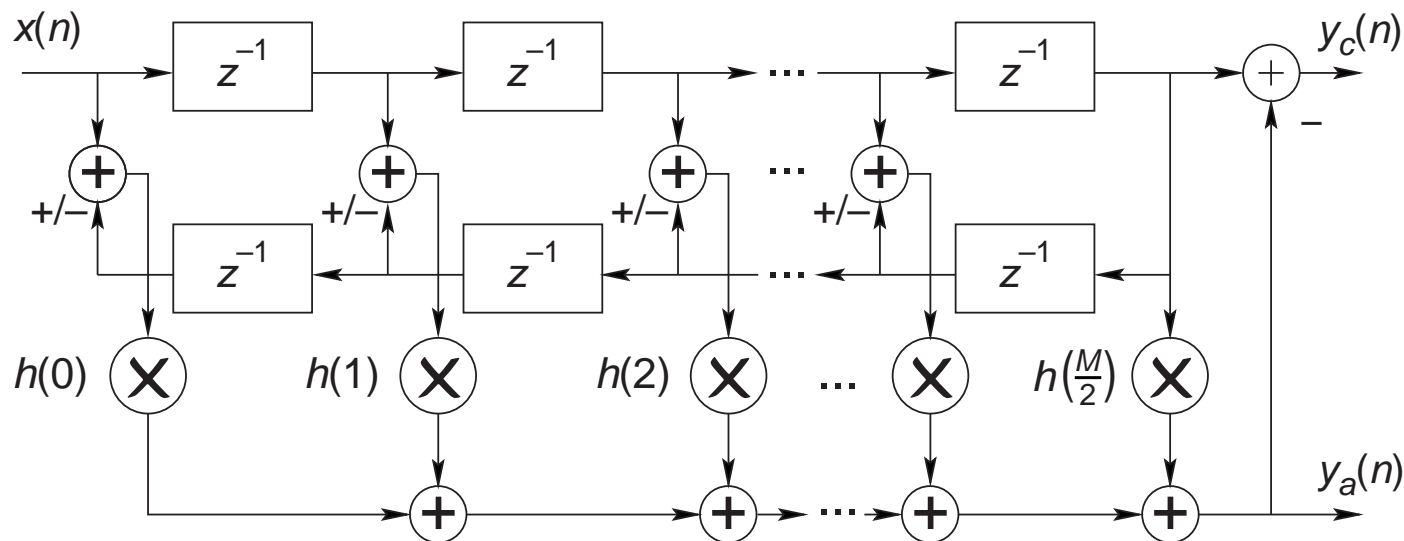 x(n) z⁻¹ z⁻¹ ... z⁻¹ + y_c(n)
–
+ + + ... +
+/– +/– +/– +/–
z⁻¹ z⁻¹ ... z⁻¹
h(0) × h(1) × h(2) × ... × h(M/2) ×
+ + ... + + y_a(n)